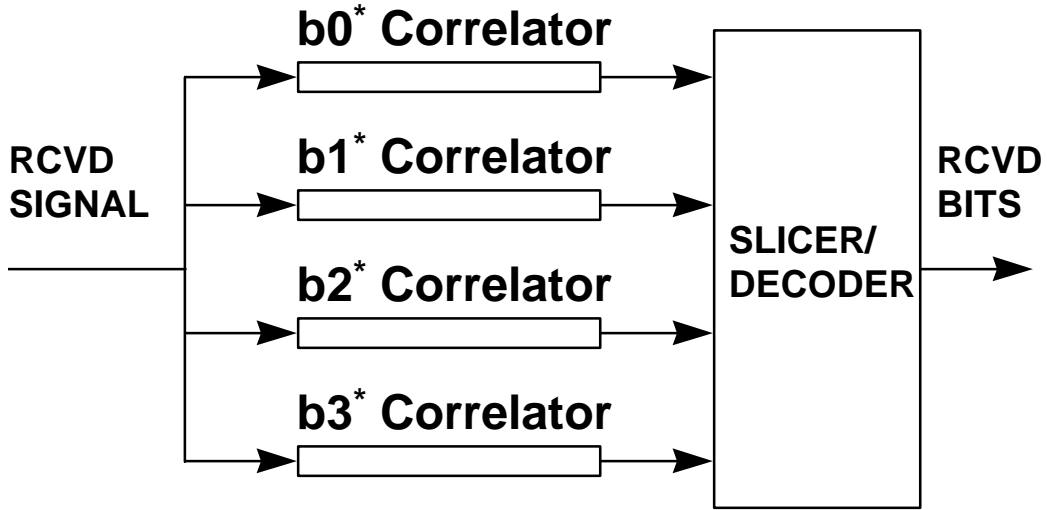 b0* Correlator
RCVD
SIGNAL
b1* Correlator
RCVD
BITS
SLICER/
DECODER
b2* Correlator
b3* Correlator